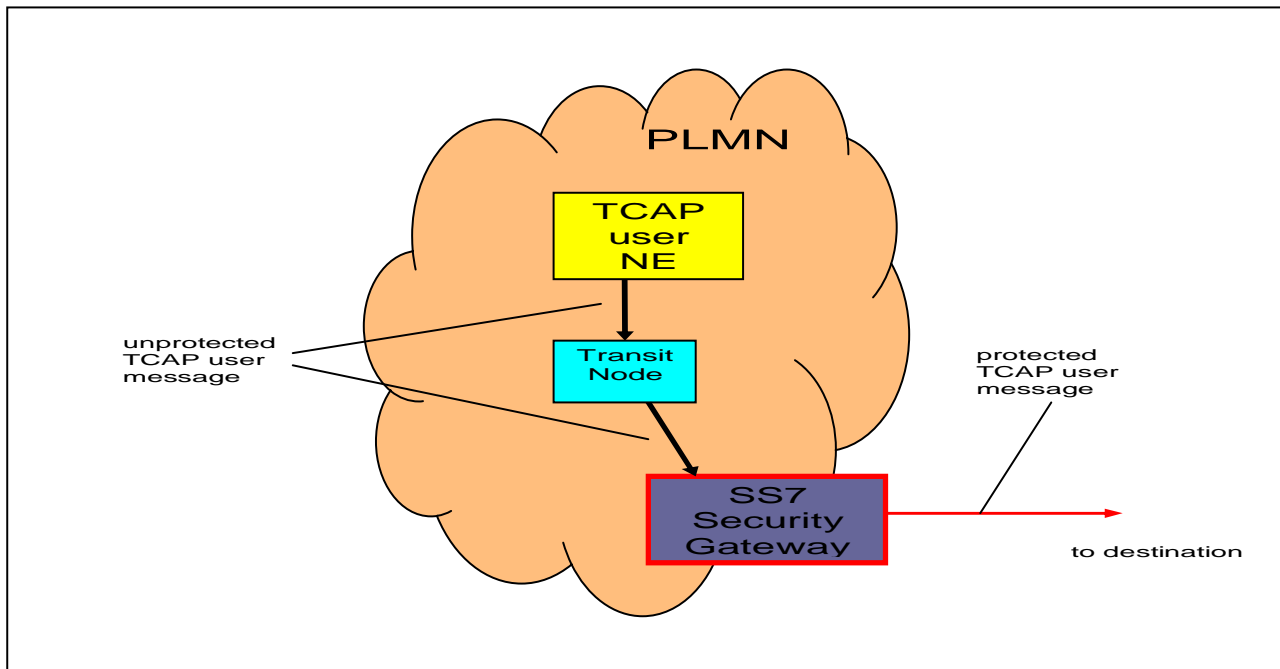 PLMN
TCAP
user
NE
unprotected
TCAP user
message
Transit
Node
protected
TCAP user
message
SS7
Security
Gateway
to destination